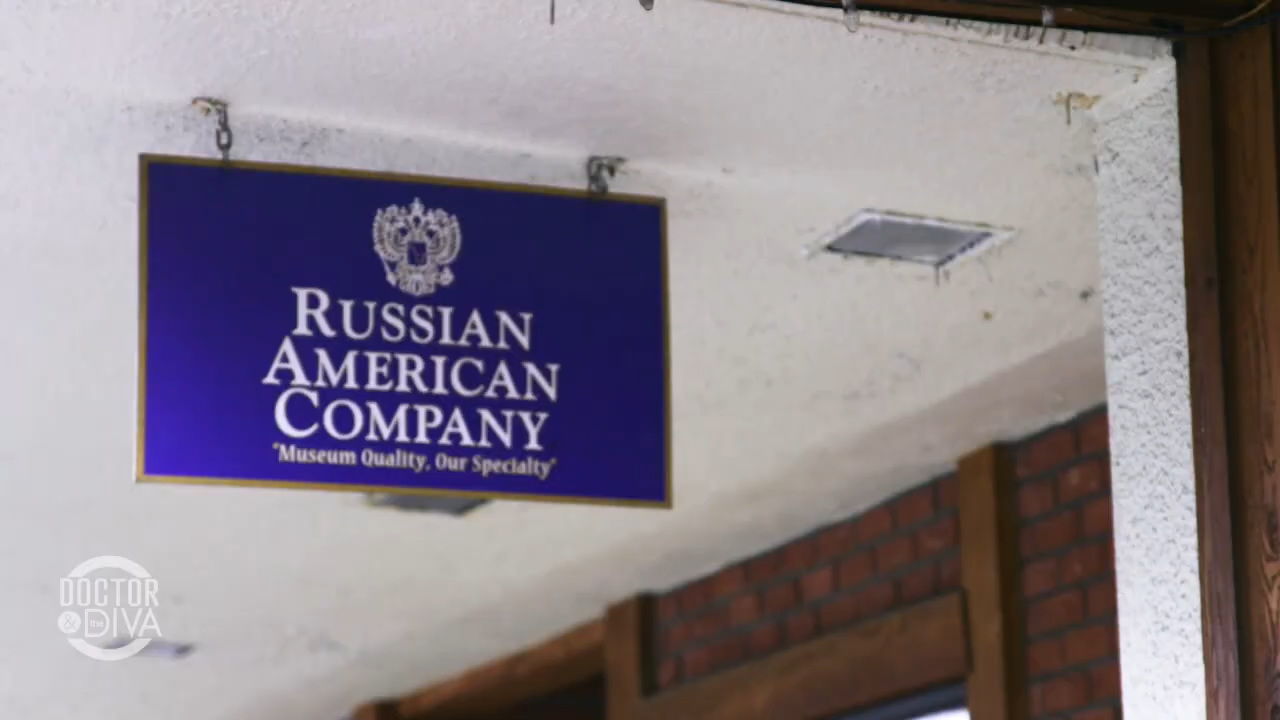 RUSSIAN
AMERICAN
COMPANY
"Museum Quality, Our Specialty"
DOCTOR
& the DIVA